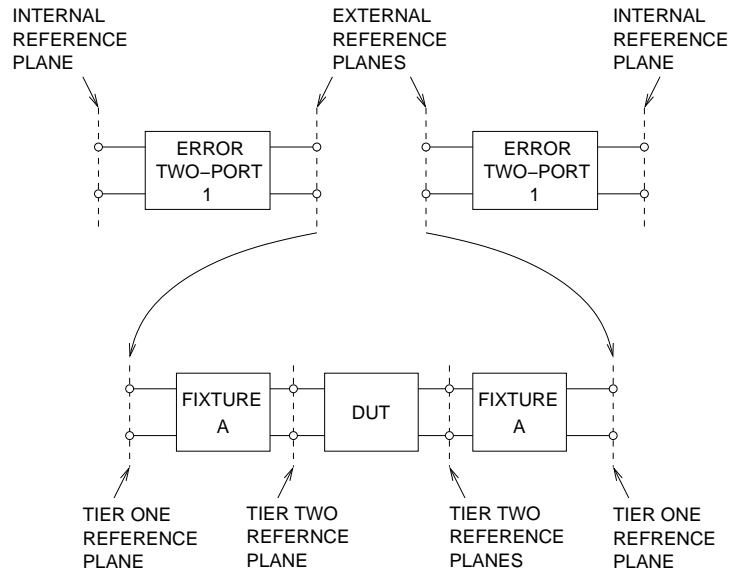 INTERNAL
REFERENCE
PLANE
EXTERNAL
REFERENCE
PLANES
INTERNAL
REFERENCE
PLANE
ERROR
TWO–PORT
1
ERROR
TWO–PORT
1
FIXTURE
A
DUT
FIXTURE
A
TIER ONE
REFERENCE
PLANE
TIER TWO
REFERNCE
PLANE
TIER TWO
REFERENCE
PLANES
TIER ONE
REFRENCE
PLANE